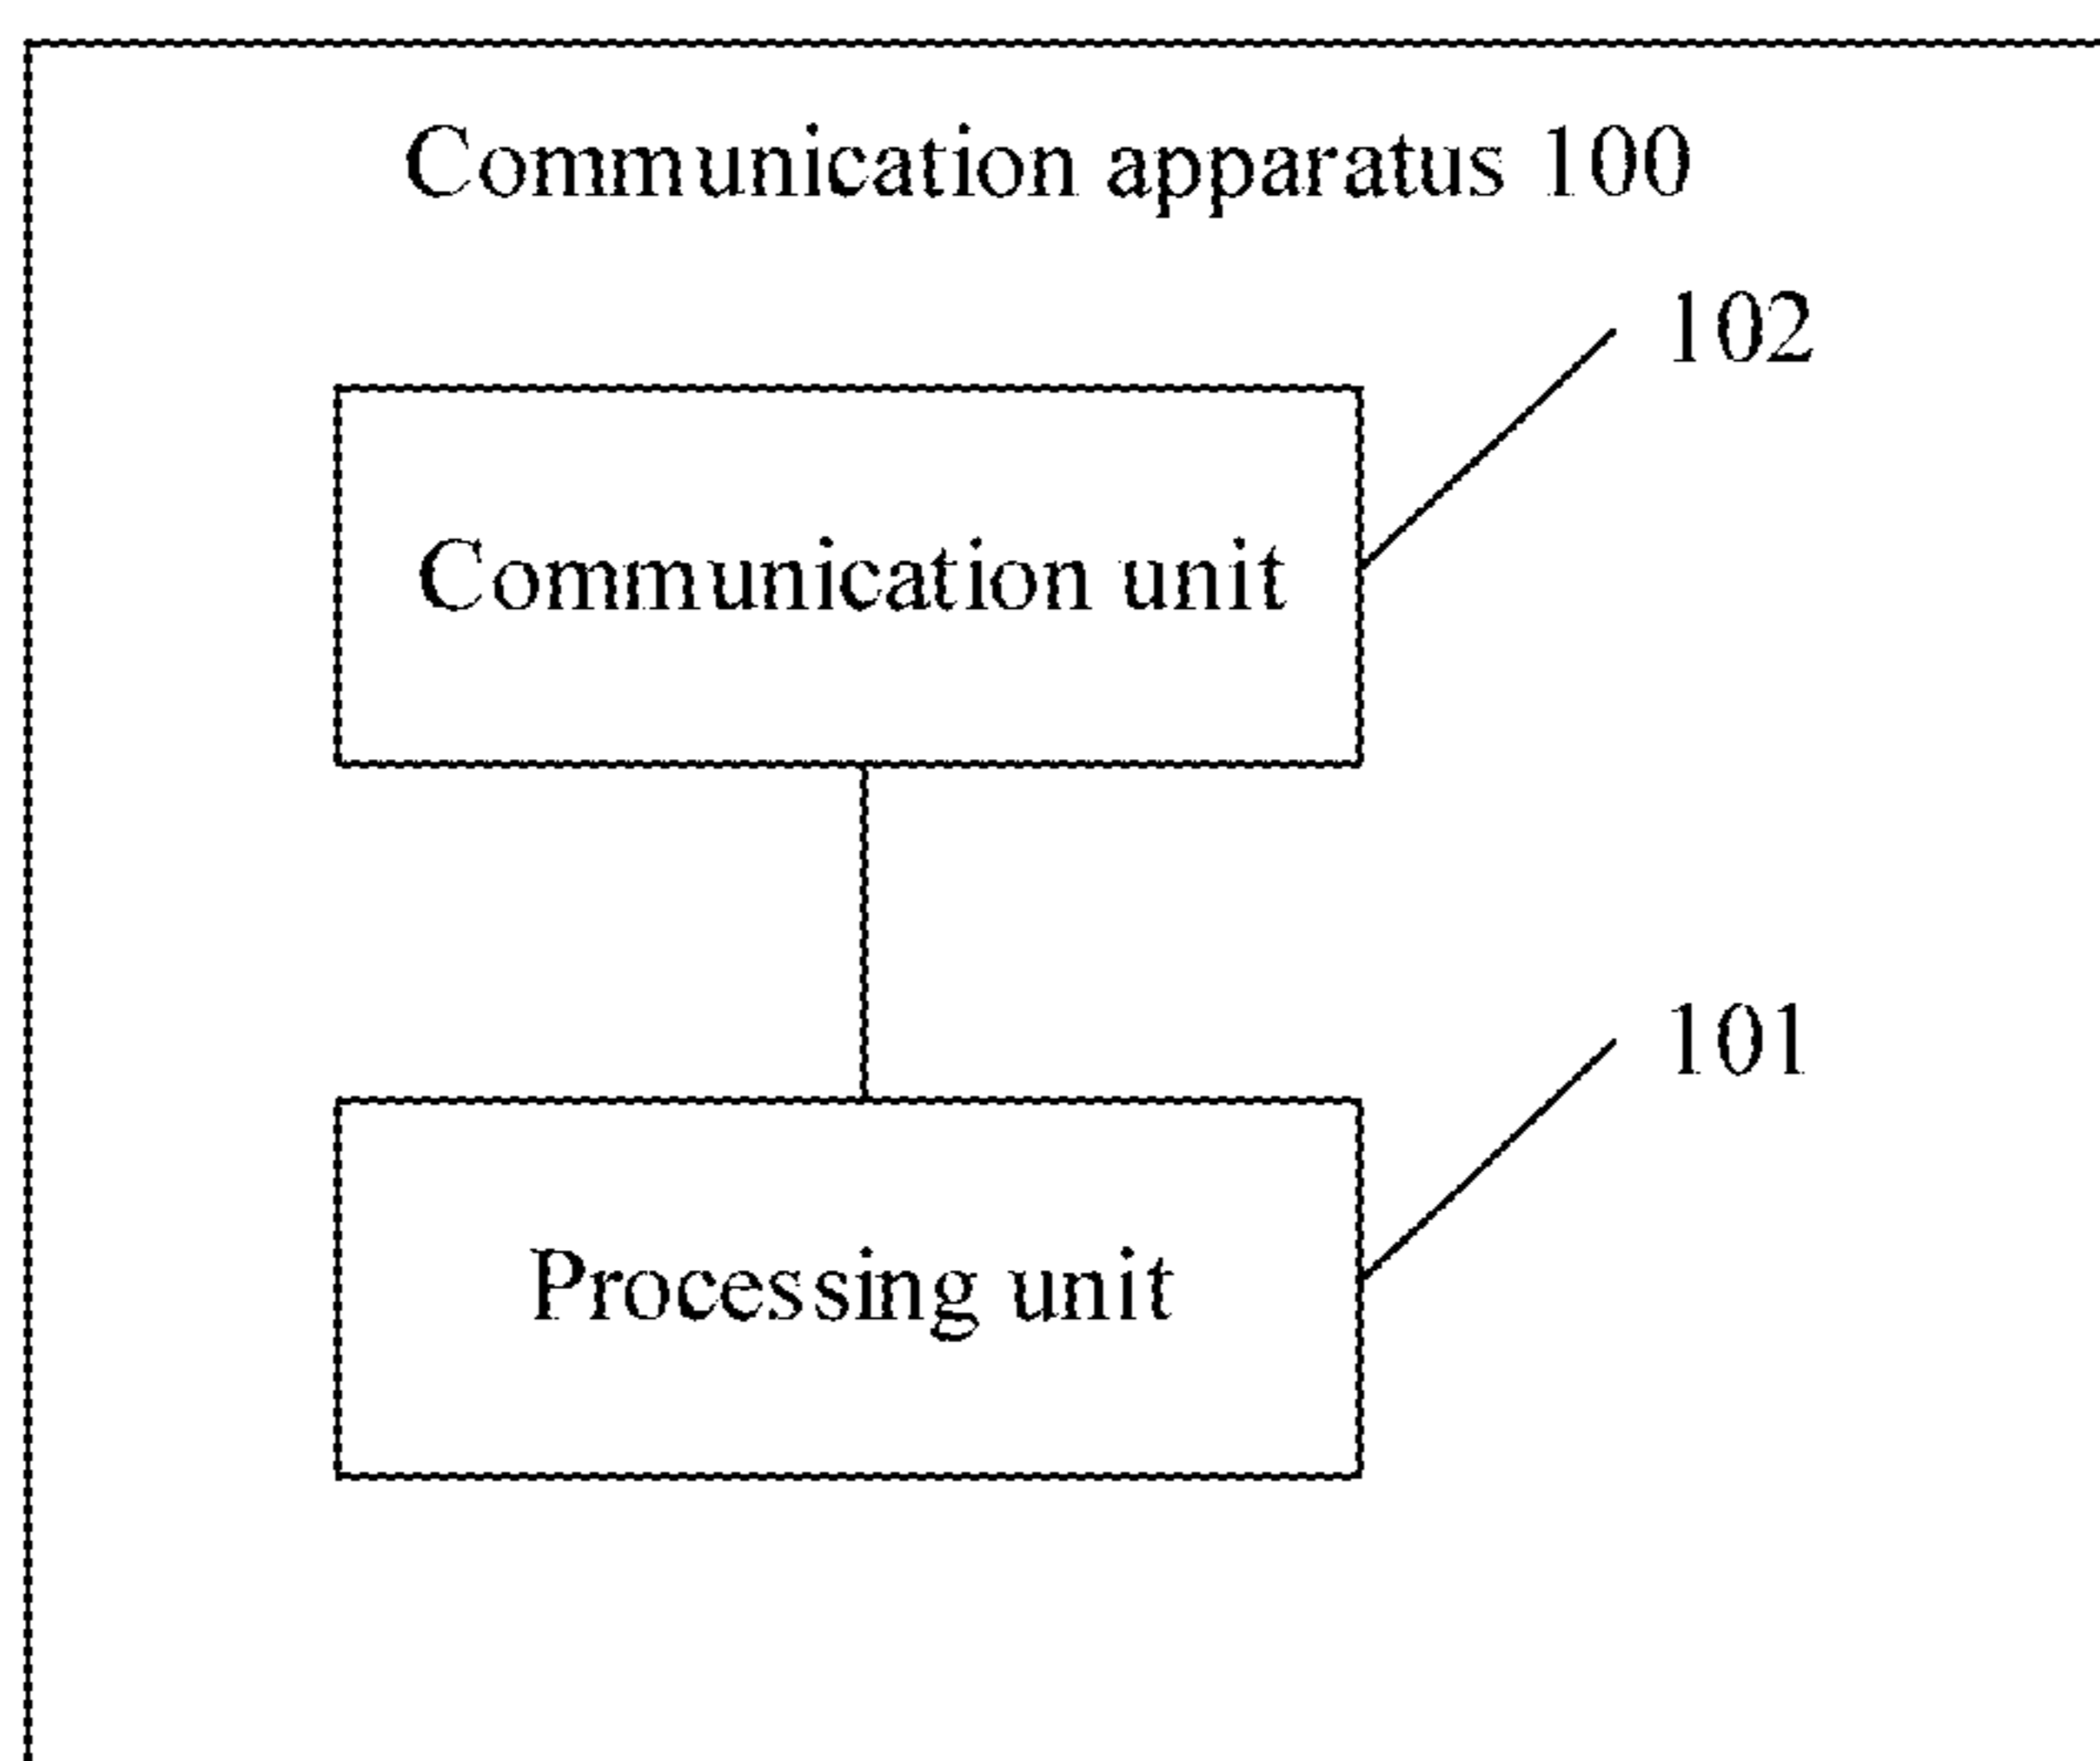 Communication apparatus 100
102
Communication unit
101
Processing unit